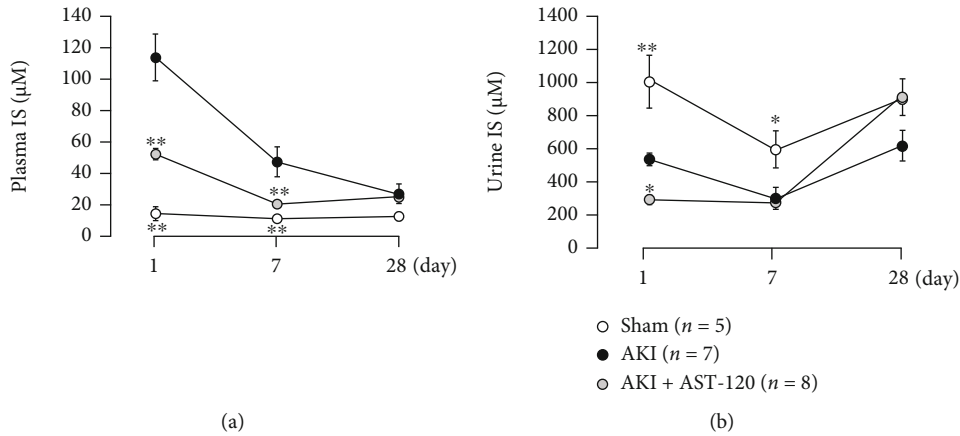 140
120
100
80
60
40
20
0
Plasma IS (μM)
**
**
**
**
1 7 28 (day)
(a)
1400
1200
1000
800
600
400
200
0
Urine IS (μM)
**
*
*
1 7 28 (day)
Sham (n = 5)
AKI (n = 7)
AKI + AST-120 (n = 8)
(b)